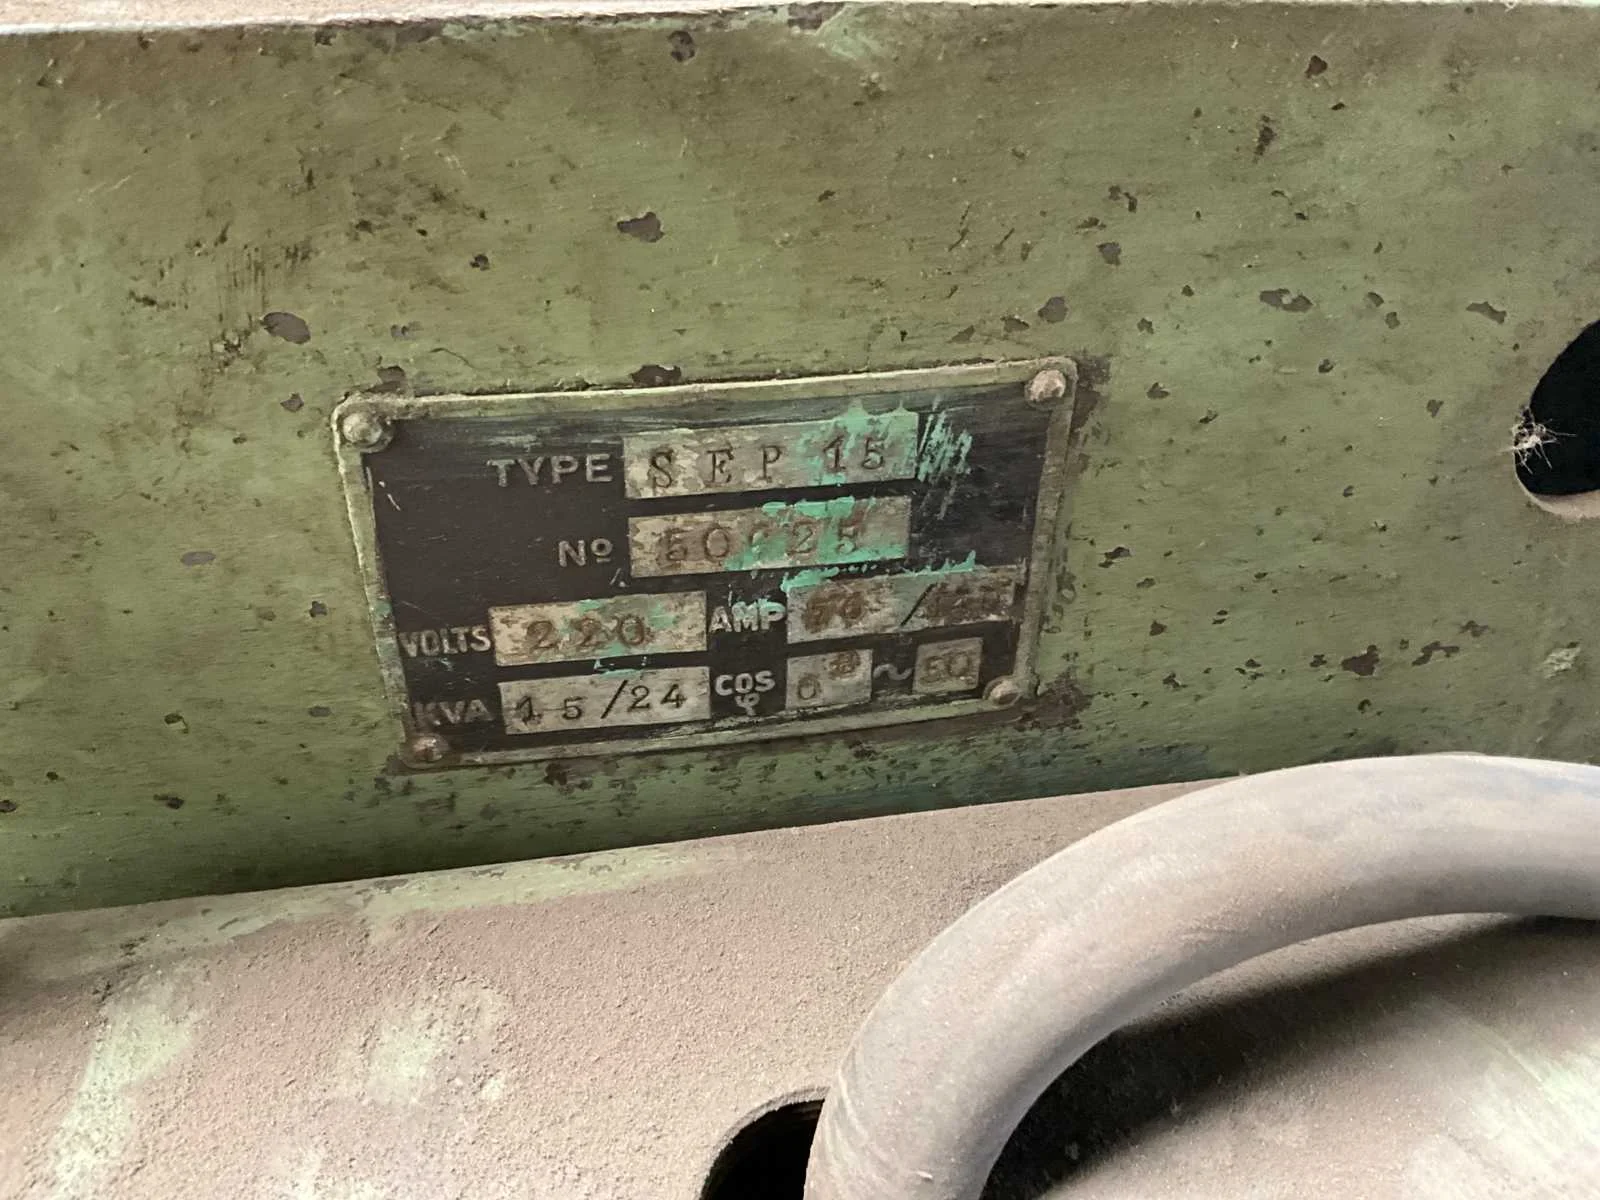 TYPE SEP 15
Nº
VOLTS 220 AMP
KVA 15/24 COS φ ~ 50